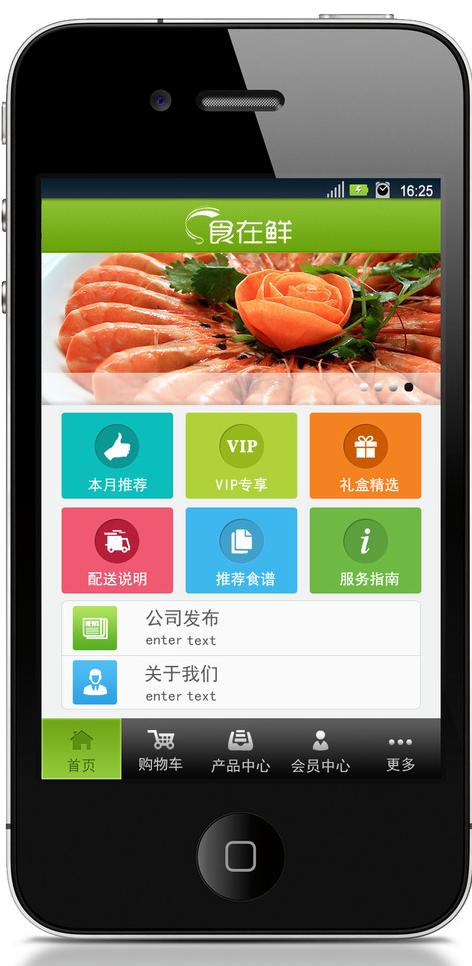 16:25
食在鲜
本月推荐
VIP
VIP专享
礼盒精选
配送说明
推荐食谱
i
服务指南
NEWS
公司发布
enter text
关于我们
enter text
首页
购物车
产品中心
会员中心
更多